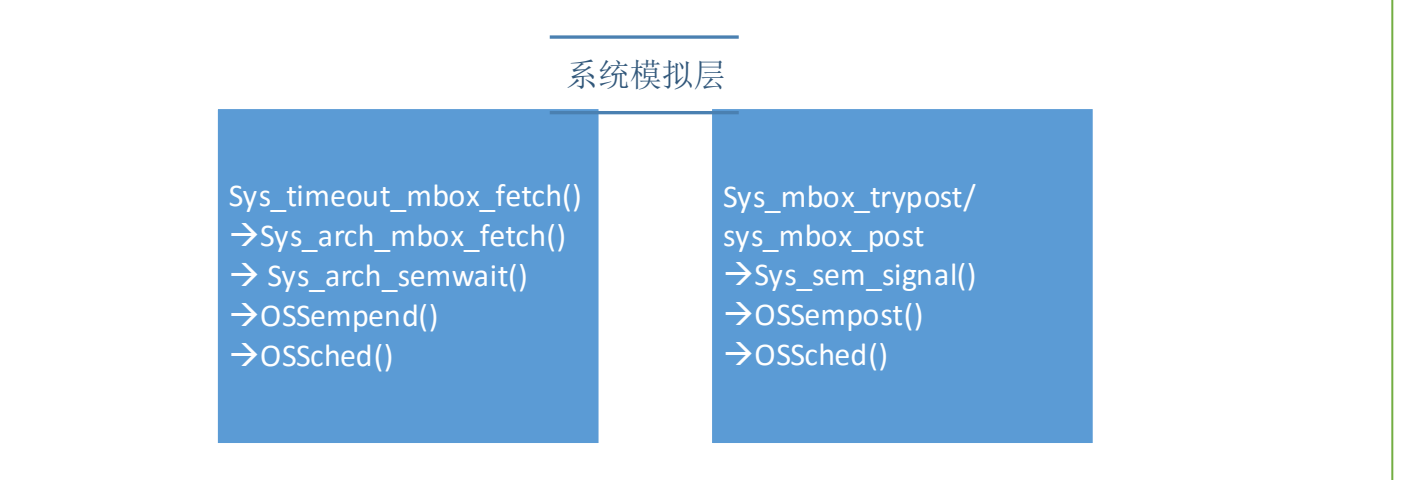 系统模拟层
Sys_timeout_mbox_fetch()
→Sys_arch_mbox_fetch()
→ Sys_arch_semwait()
→OSSempend()
→OSSched()
Sys_mbox_trypost/
sys_mbox_post
→Sys_sem_signal()
→OSSempost()
→OSSched()